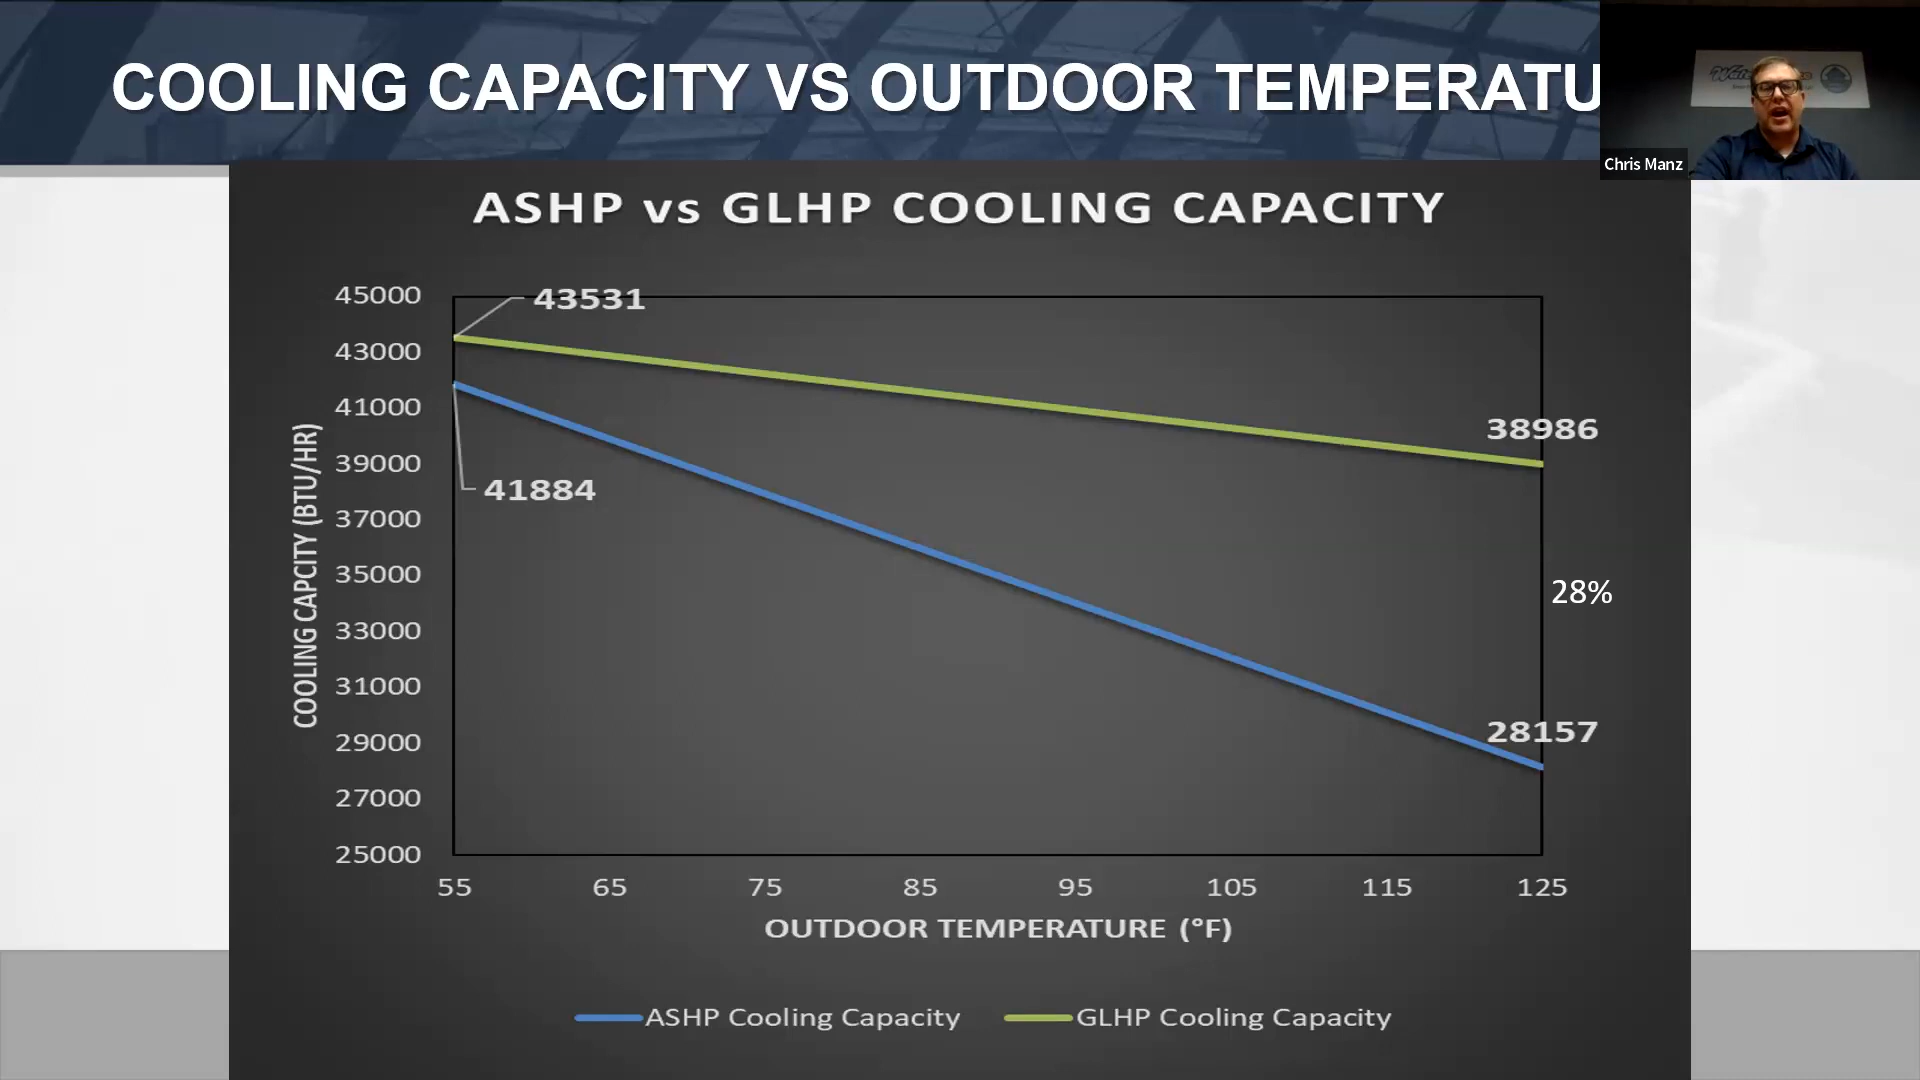 COOLING CAPACITY VS OUTDOOR TEMPERATU
Chris Manz
ASHP vs GLHP COOLING CAPACITY
COOLING CAPCITY (BTU/HR)
45000
43000
41000
39000
37000
35000
33000
31000
29000
27000
25000
43531
41884
38986
28%
28157
55 65 75 85 95 105 115 125
OUTDOOR TEMPERATURE (°F)
ASHP Cooling Capacity GLHP Cooling Capacity